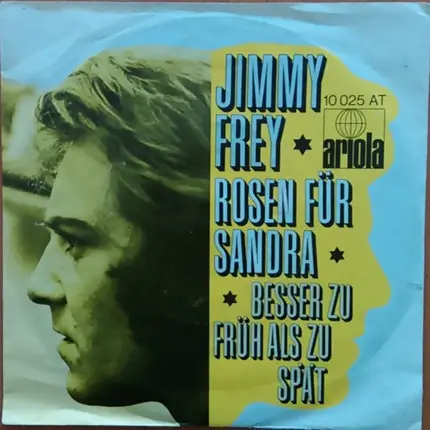 JIMMY
FREY ★
10 025 AT
ariola
ROSEN FÜR
SANDRA ★
★ BESSER ZU
FRÜH ALS ZU
SPÄT